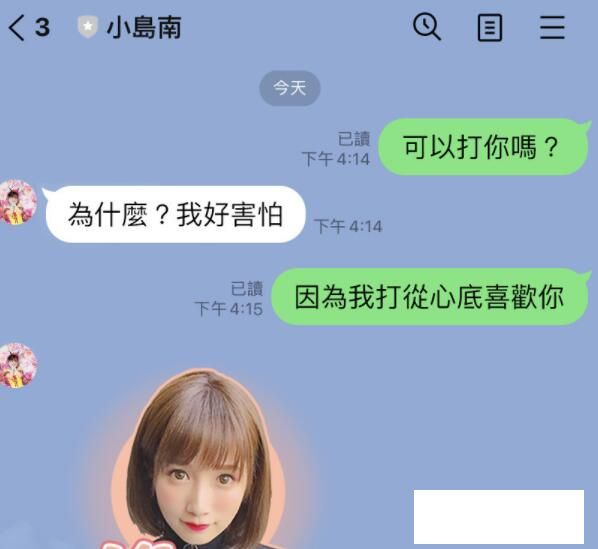 3 小島南
今天
可以打你嗎？
已讀
下午4:14
為什麼？我好害怕
下午4:14
因為我打從心底喜歡你
已讀
下午4:15